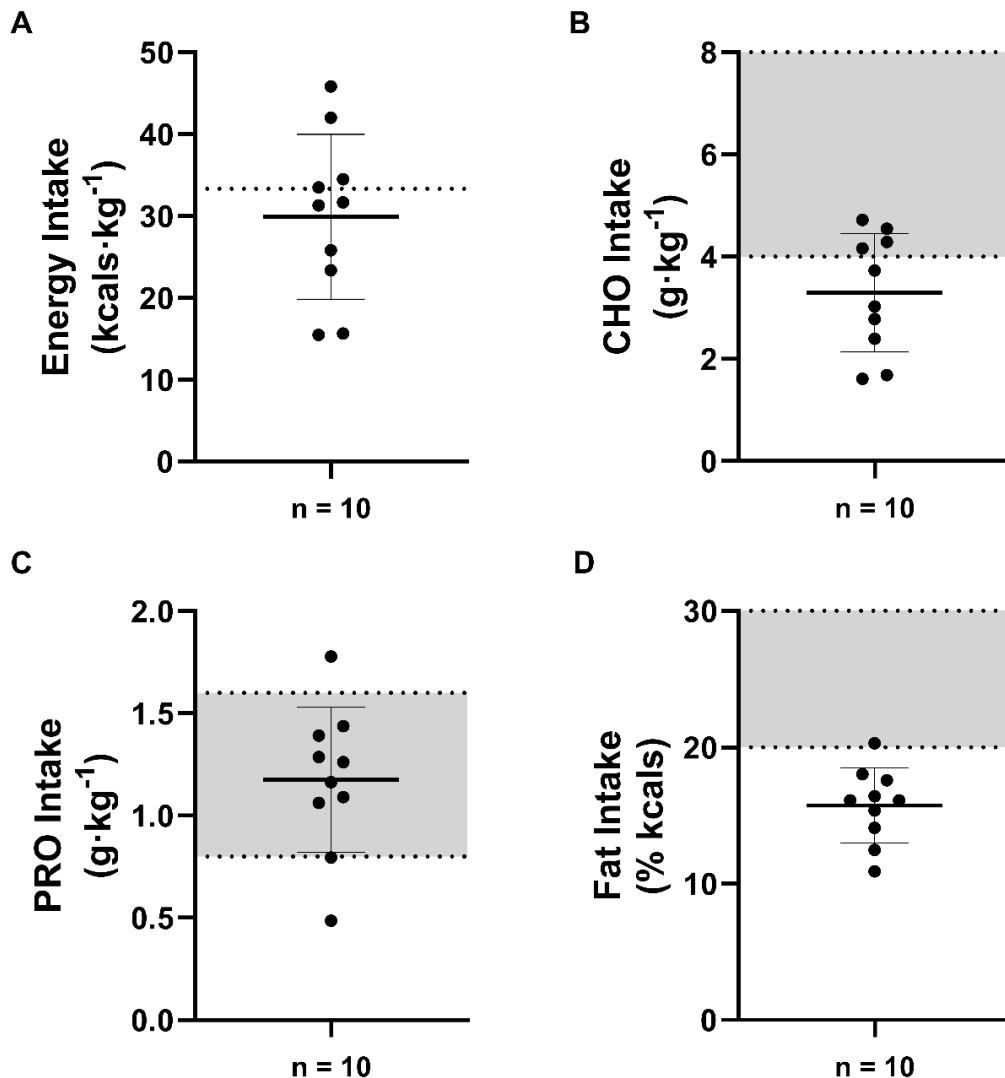 A
Energy Intake
(kcals·kg⁻¹)
50
40
30
20
10
0
n = 10
B
CHO Intake
(g·kg⁻¹)
8
6
4
2
0
n = 10
C
PRO Intake
(g·kg⁻¹)
2.0
1.5
1.0
0.5
0.0
n = 10
D
Fat Intake
(% kcals)
30
20
10
0
n = 10